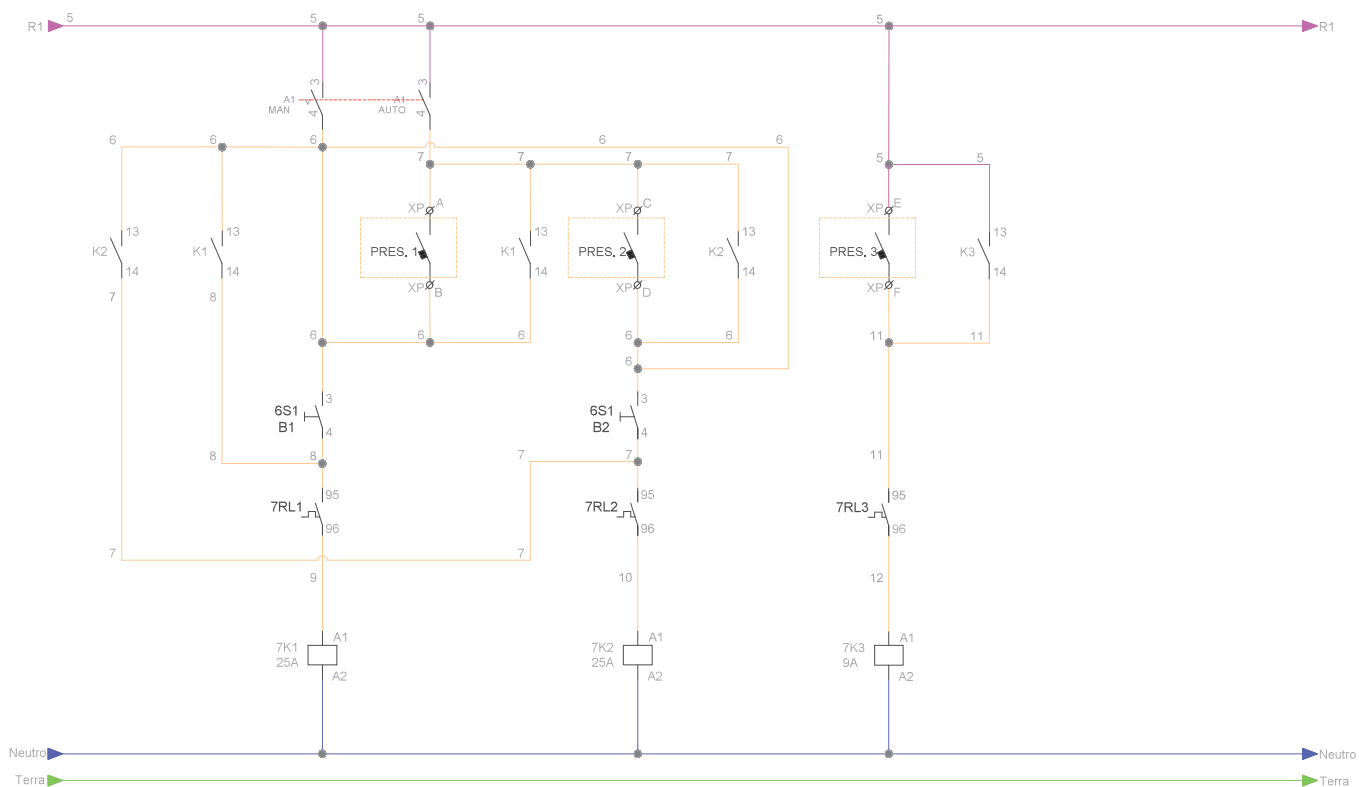 5 5 5 5
R1 R1
3 3
A1 A1
MAN AUTO
4 4
6 6 6 6 6
7 7 7 7 5 5
XP A XP C XP E
13 13 13 13 13
K2 K1 PRES. 1 K1 PRES. 2 K2 PRES. 3 K3
14 14 14 14 14
XP B XP D XP F
7 8
6 6 6 6 6 11 11
6
3 3
6S1 6S1
B1 B2
4 4
8 8 7 7 11
95 95 95
7RL1 7RL2 7RL3
96 96 96
7 7
9 10 12
A1 A1 A1
7K1 7K2 7K3
25A 25A 9A
A2 A2 A2
Neutro Neutro
Terra Terra